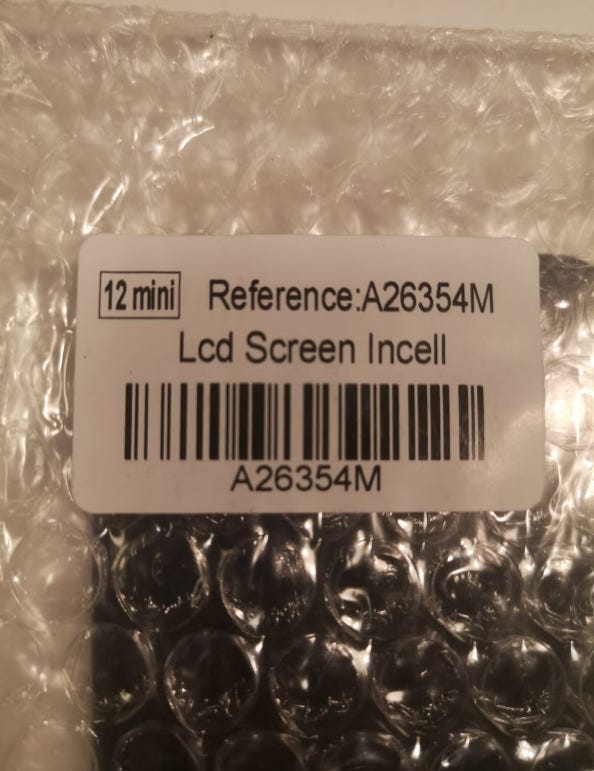 12 mini Reference:A26354M
Lcd Screen Incell
A26354M